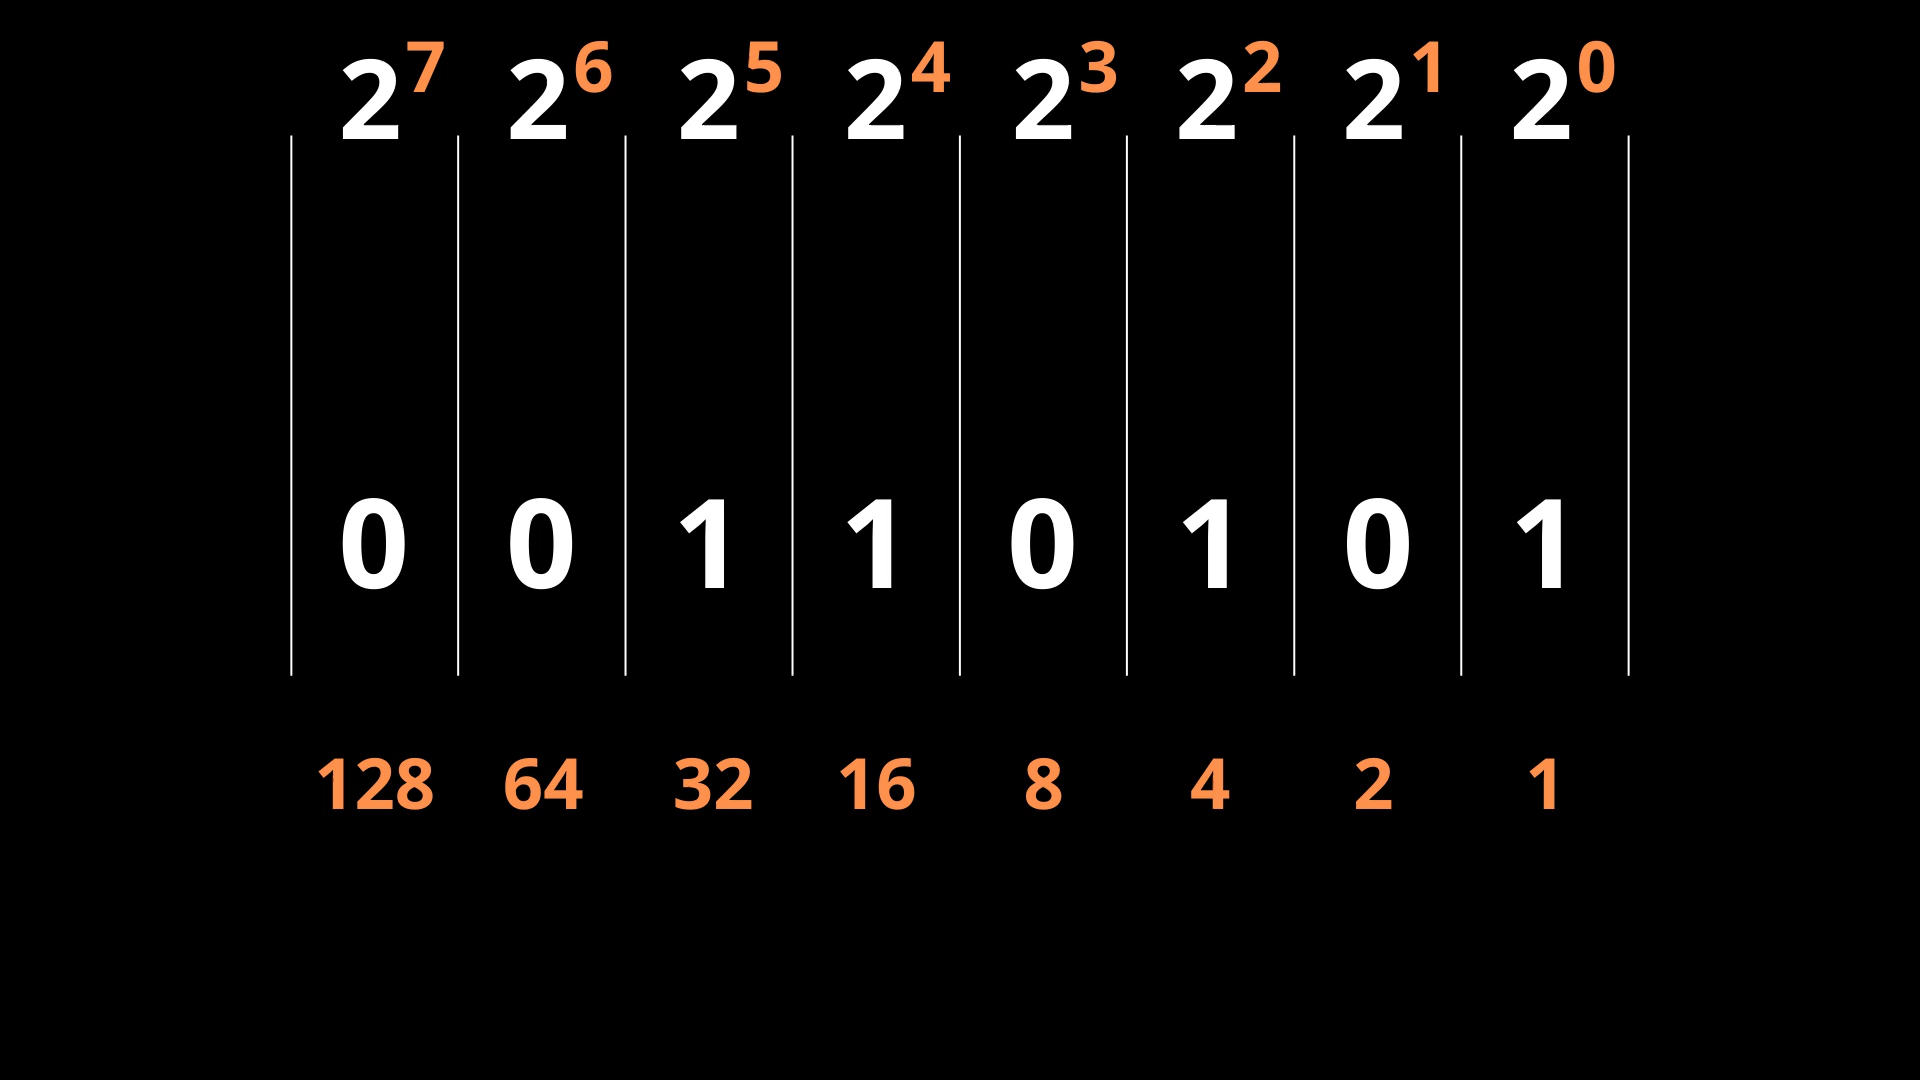 2⁷ 2⁶ 2⁵ 2⁴ 2³ 2² 2¹ 2⁰
0 0 1 1 0 1 0 1
128 64 32 16 8 4 2 1